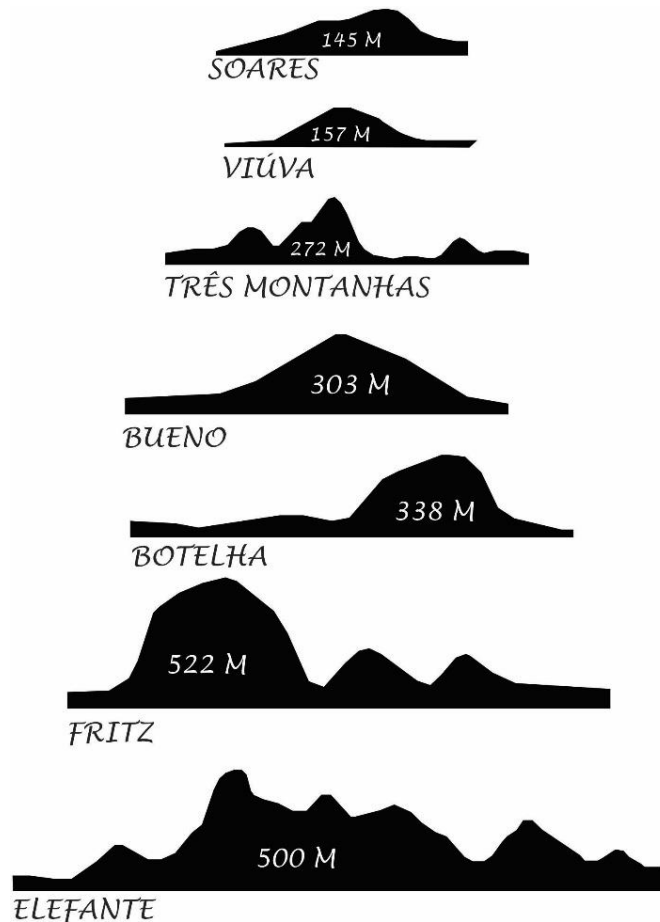 145 M
SOARES
157 M
VIÚVA
272 M
TRÊS MONTANHAS
303 M
BUENO
338 M
BOTELHA
522 M
FRITZ
500 M
ELEFANTE